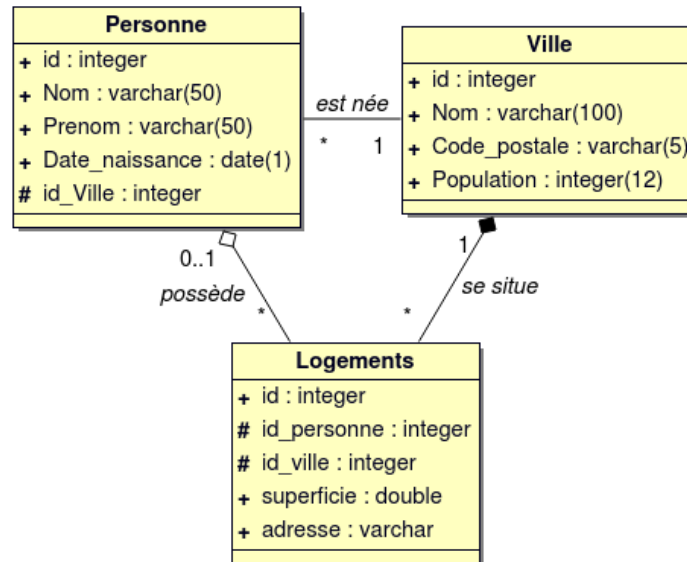 Personne
+ id : integer
+ Nom : varchar(50)
+ Prenom : varchar(50)
+ Date_naissance : date(1)
# id_Ville : integer
est née
* 1
Ville
+ id : integer
+ Nom : varchar(100)
+ Code_postale : varchar(5)
+ Population : integer(12)
0..1
possède
*
1
se situe
*
Logements
+ id : integer
# id_personne : integer
# id_ville : integer
+ superficie : double
+ adresse : varchar